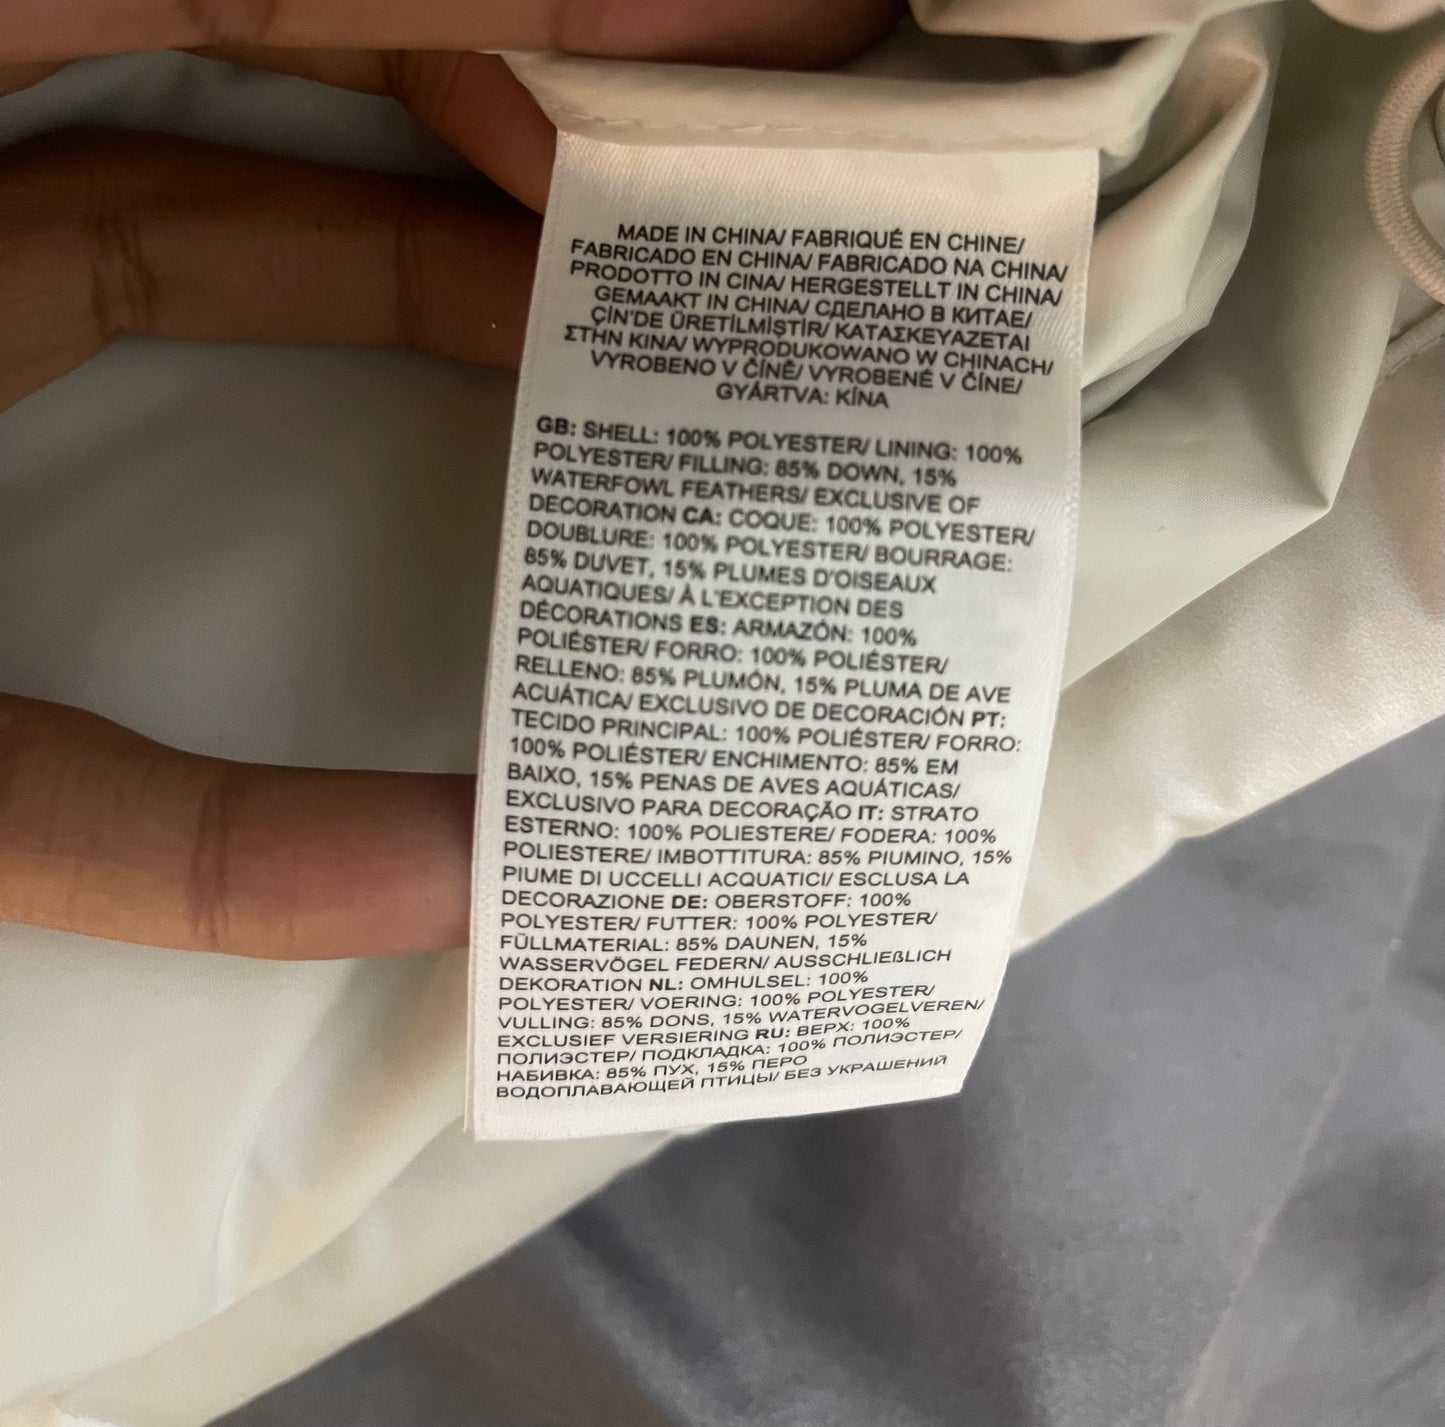 MADE IN CHINA/ FABRIQUÉ EN CHINE/
FABRICADO EN CHINA/ FABRICADO NA CHINA/
PRODOTTO IN CINA/ HERGESTELLT IN CHINA/
GEMAAKT IN CHINA/ СДЕЛАНО В КИТАЕ/
ÇİN'DE ÜRETİLMİŞTİR/ ΚΑΤΑΣΚΕΥΑΖΕΤΑΙ
ΣΤΗΝ ΚΙΝΑ/ WYPRODUKOWANO W CHINACH/
VYROBENO V ČÍNĚ/ VYROBENÉ V ČÍNE/
GYÁRTVA: KÍNA
GB: SHELL: 100% POLYESTER/ LINING: 100%
POLYESTER/ FILLING: 85% DOWN, 15%
WATERFOWL FEATHERS/ EXCLUSIVE OF
DECORATION CA: COQUE: 100% POLYESTER/
DOUBLURE: 100% POLYESTER/ BOURRAGE:
85% DUVET, 15% PLUMES D'OISEAUX
AQUATIQUES/ À L'EXCEPTION DES
DÉCORATIONS ES: ARMAZÓN: 100%
POLIÉSTER/ FORRO: 100% POLIÉSTER/
RELLENO: 85% PLUMÓN, 15% PLUMA DE AVE
ACUÁTICA/ EXCLUSIVO DE DECORACIÓN PT:
TECIDO PRINCIPAL: 100% POLIÉSTER/ FORRO:
100% POLIÉSTER/ ENCHIMENTO: 85% EM
BAIXO, 15% PENAS DE AVES AQUÁTICAS/
EXCLUSIVO PARA DECORAÇÃO IT: STRATO
ESTERNO: 100% POLIESTERE/ FODERA: 100%
POLIESTERE/ IMBOTTITURA: 85% PIUMINO, 15%
PIUME DI UCCELLI ACQUATICI/ ESCLUSA LA
DECORAZIONE DE: OBERSTOFF: 100%
POLYESTER/ FUTTER: 100% POLYESTER/
FÜLLMATERIAL: 85% DAUNEN, 15%
WASSERVÖGEL FEDERN/ AUSSCHLIEßLICH
DEKORATION NL: OMHULSEL: 100%
POLYESTER/ VOERING: 100% POLYESTER/
VULLING: 85% DONS, 15% WATERVOGELVEREN/
EXCLUSIEF VERSIERING RU: ВЕРХ: 100%
ПОЛИЭСТЕР/ ПОДКЛАДКА: 100% ПОЛИЭСТЕР/
НАБИВКА: 85% ПУХ, 15% ПЕРО
ВОДОПЛАВАЮЩЕЙ ПТИЦЫ/ БЕЗ УКРАШЕНИЙ